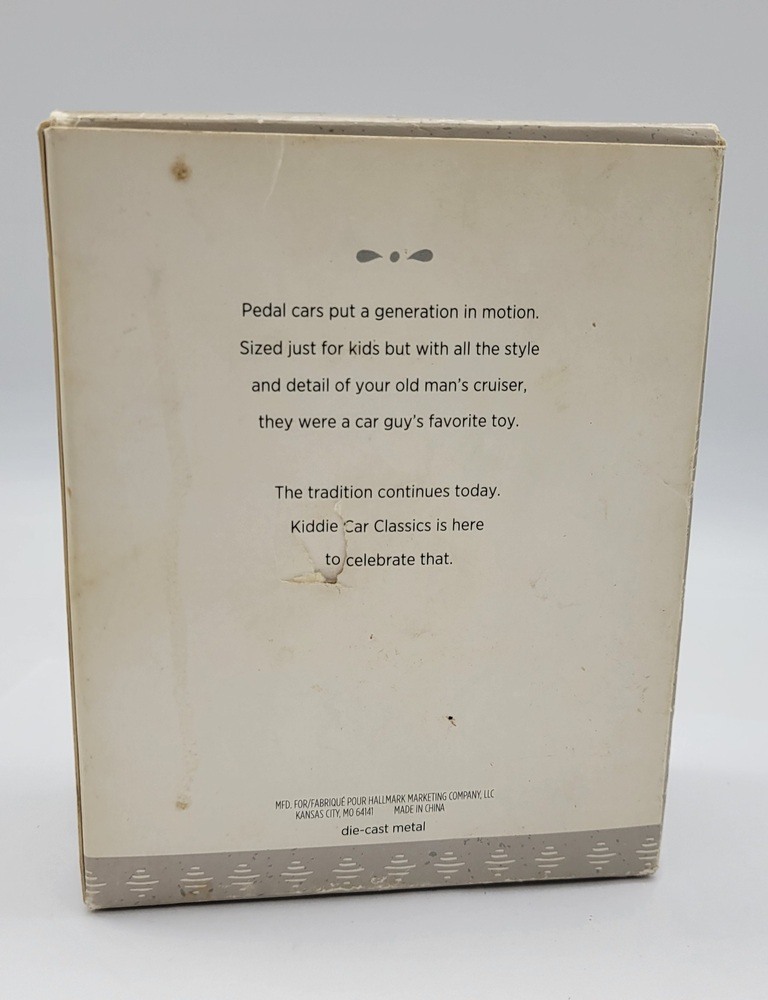 Pedal cars put a generation in motion.
Sized just for kids but with all the style
and detail of your old man's cruiser,
they were a car guy's favorite toy.
The tradition continues today.
Kiddie Car Classics is here
to celebrate that.
MFD. FOR/FABRIQUÉ POUR HALLMARK MARKETING COMPANY, LLC
KANSAS CITY, MO 64141 MADE IN CHINA
die-cast metal